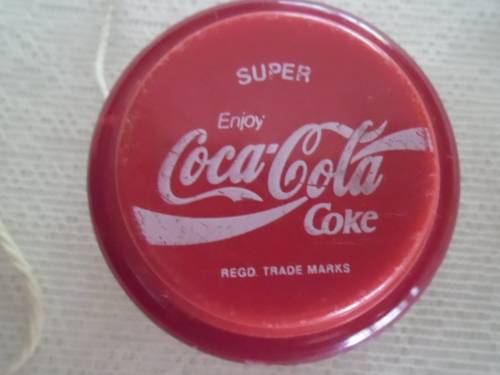 SUPER
Enjoy
Coca-Cola
Coke
REGD. TRADE MARKS